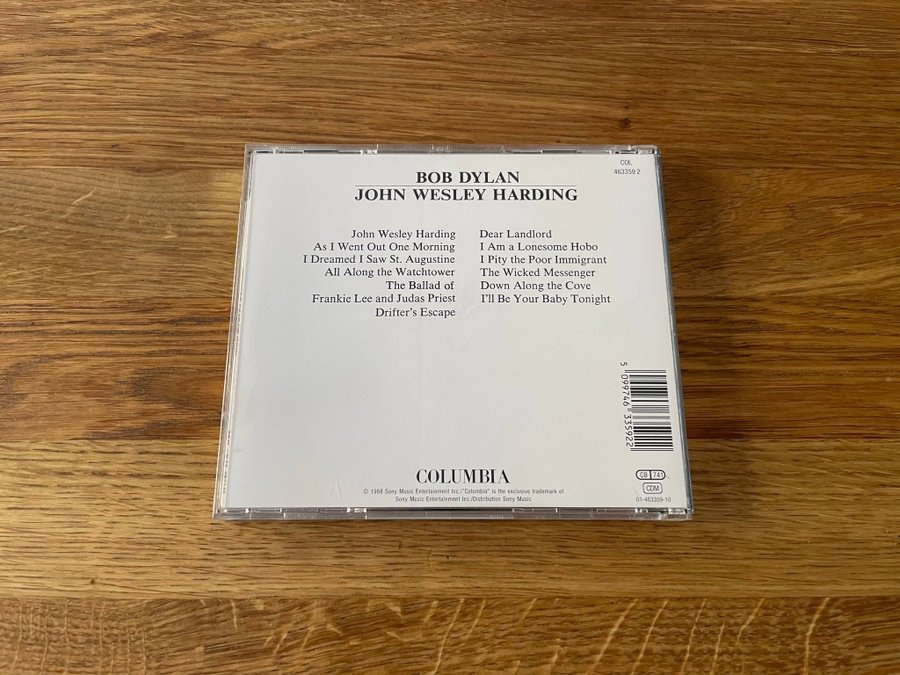 BOB DYLAN
JOHN WESLEY HARDING
COL
463359 2
John Wesley Harding
As I Went Out One Morning
I Dreamed I Saw St. Augustine
All Along the Watchtower
The Ballad of
Frankie Lee and Judas Priest
Drifter's Escape
Dear Landlord
I Am a Lonesome Hobo
I Pity the Poor Immigrant
The Wicked Messenger
Down Along the Cove
I'll Be Your Baby Tonight
5 099746 335922
COLUMBIA
© 1968 Sony Music Entertainment Inc./"Columbia" is the exclusive trademark of
Sony Music Entertainment Inc./Distribution Sony Music
CB 741
CDM
01-463359-10